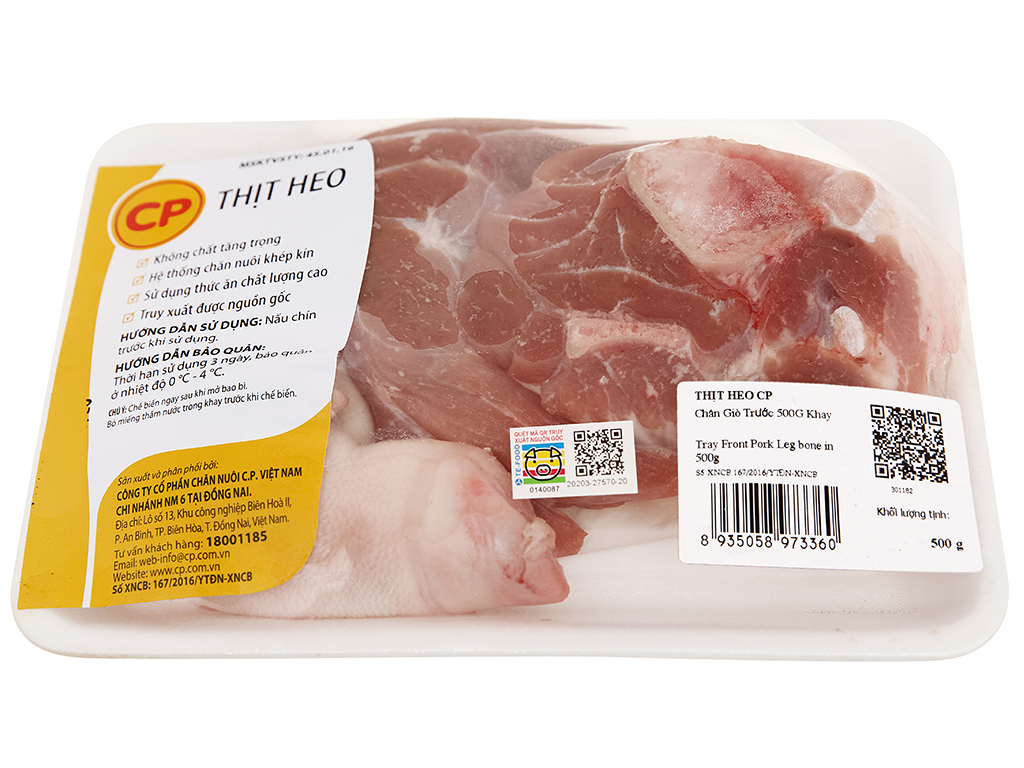 MSKTVSTY: 45.01.19
CP
THỊT HEO
Không chất tăng trọng
Hệ thống chăn nuôi khép kín
Sử dụng thức ăn chất lượng cao
Truy xuất được nguồn gốc
HƯỚNG DẪN SỬ DỤNG: Nấu chín
trước khi sử dụng.
HƯỚNG DẪN BẢO QUẢN:
Thời hạn sử dụng 3 ngày, bảo quản
ở nhiệt độ 0 °C - 4 °C.
CHÚ Ý: Chế biến ngay sau khi mở bao bì.
Bỏ miếng thấm nước trong khay trước khi chế biến.
Sản xuất và phân phối bởi:
CÔNG TY CỔ PHẦN CHĂN NUÔI C.P. VIỆT NAM
CHI NHÁNH NM 6 TẠI ĐỒNG NAI.
Địa chỉ: Lô số 13, Khu công nghiệp Biên Hoà II,
P. An Bình, TP. Biên Hòa, T. Đồng Nai, Việt Nam.
Tư vấn khách hàng: 18001185
Email: web-info@cp.com.vn
Website: www.cp.com.vn
Số XNCB: 167/2016/YTĐN-XNCB
QUÉT MÃ QR TRUY
XUẤT NGUỒN GỐC
TE-FOOD
0140087
20203-27570-20
THỊT HEO CP
Chân Giò Trước 500G Khay
Tray Front Pork Leg bone in
500g
Số XNCB 167/2016/YTĐN-XNCB
8 935058 973360
301182
Khối lượng tịnh:
500 g